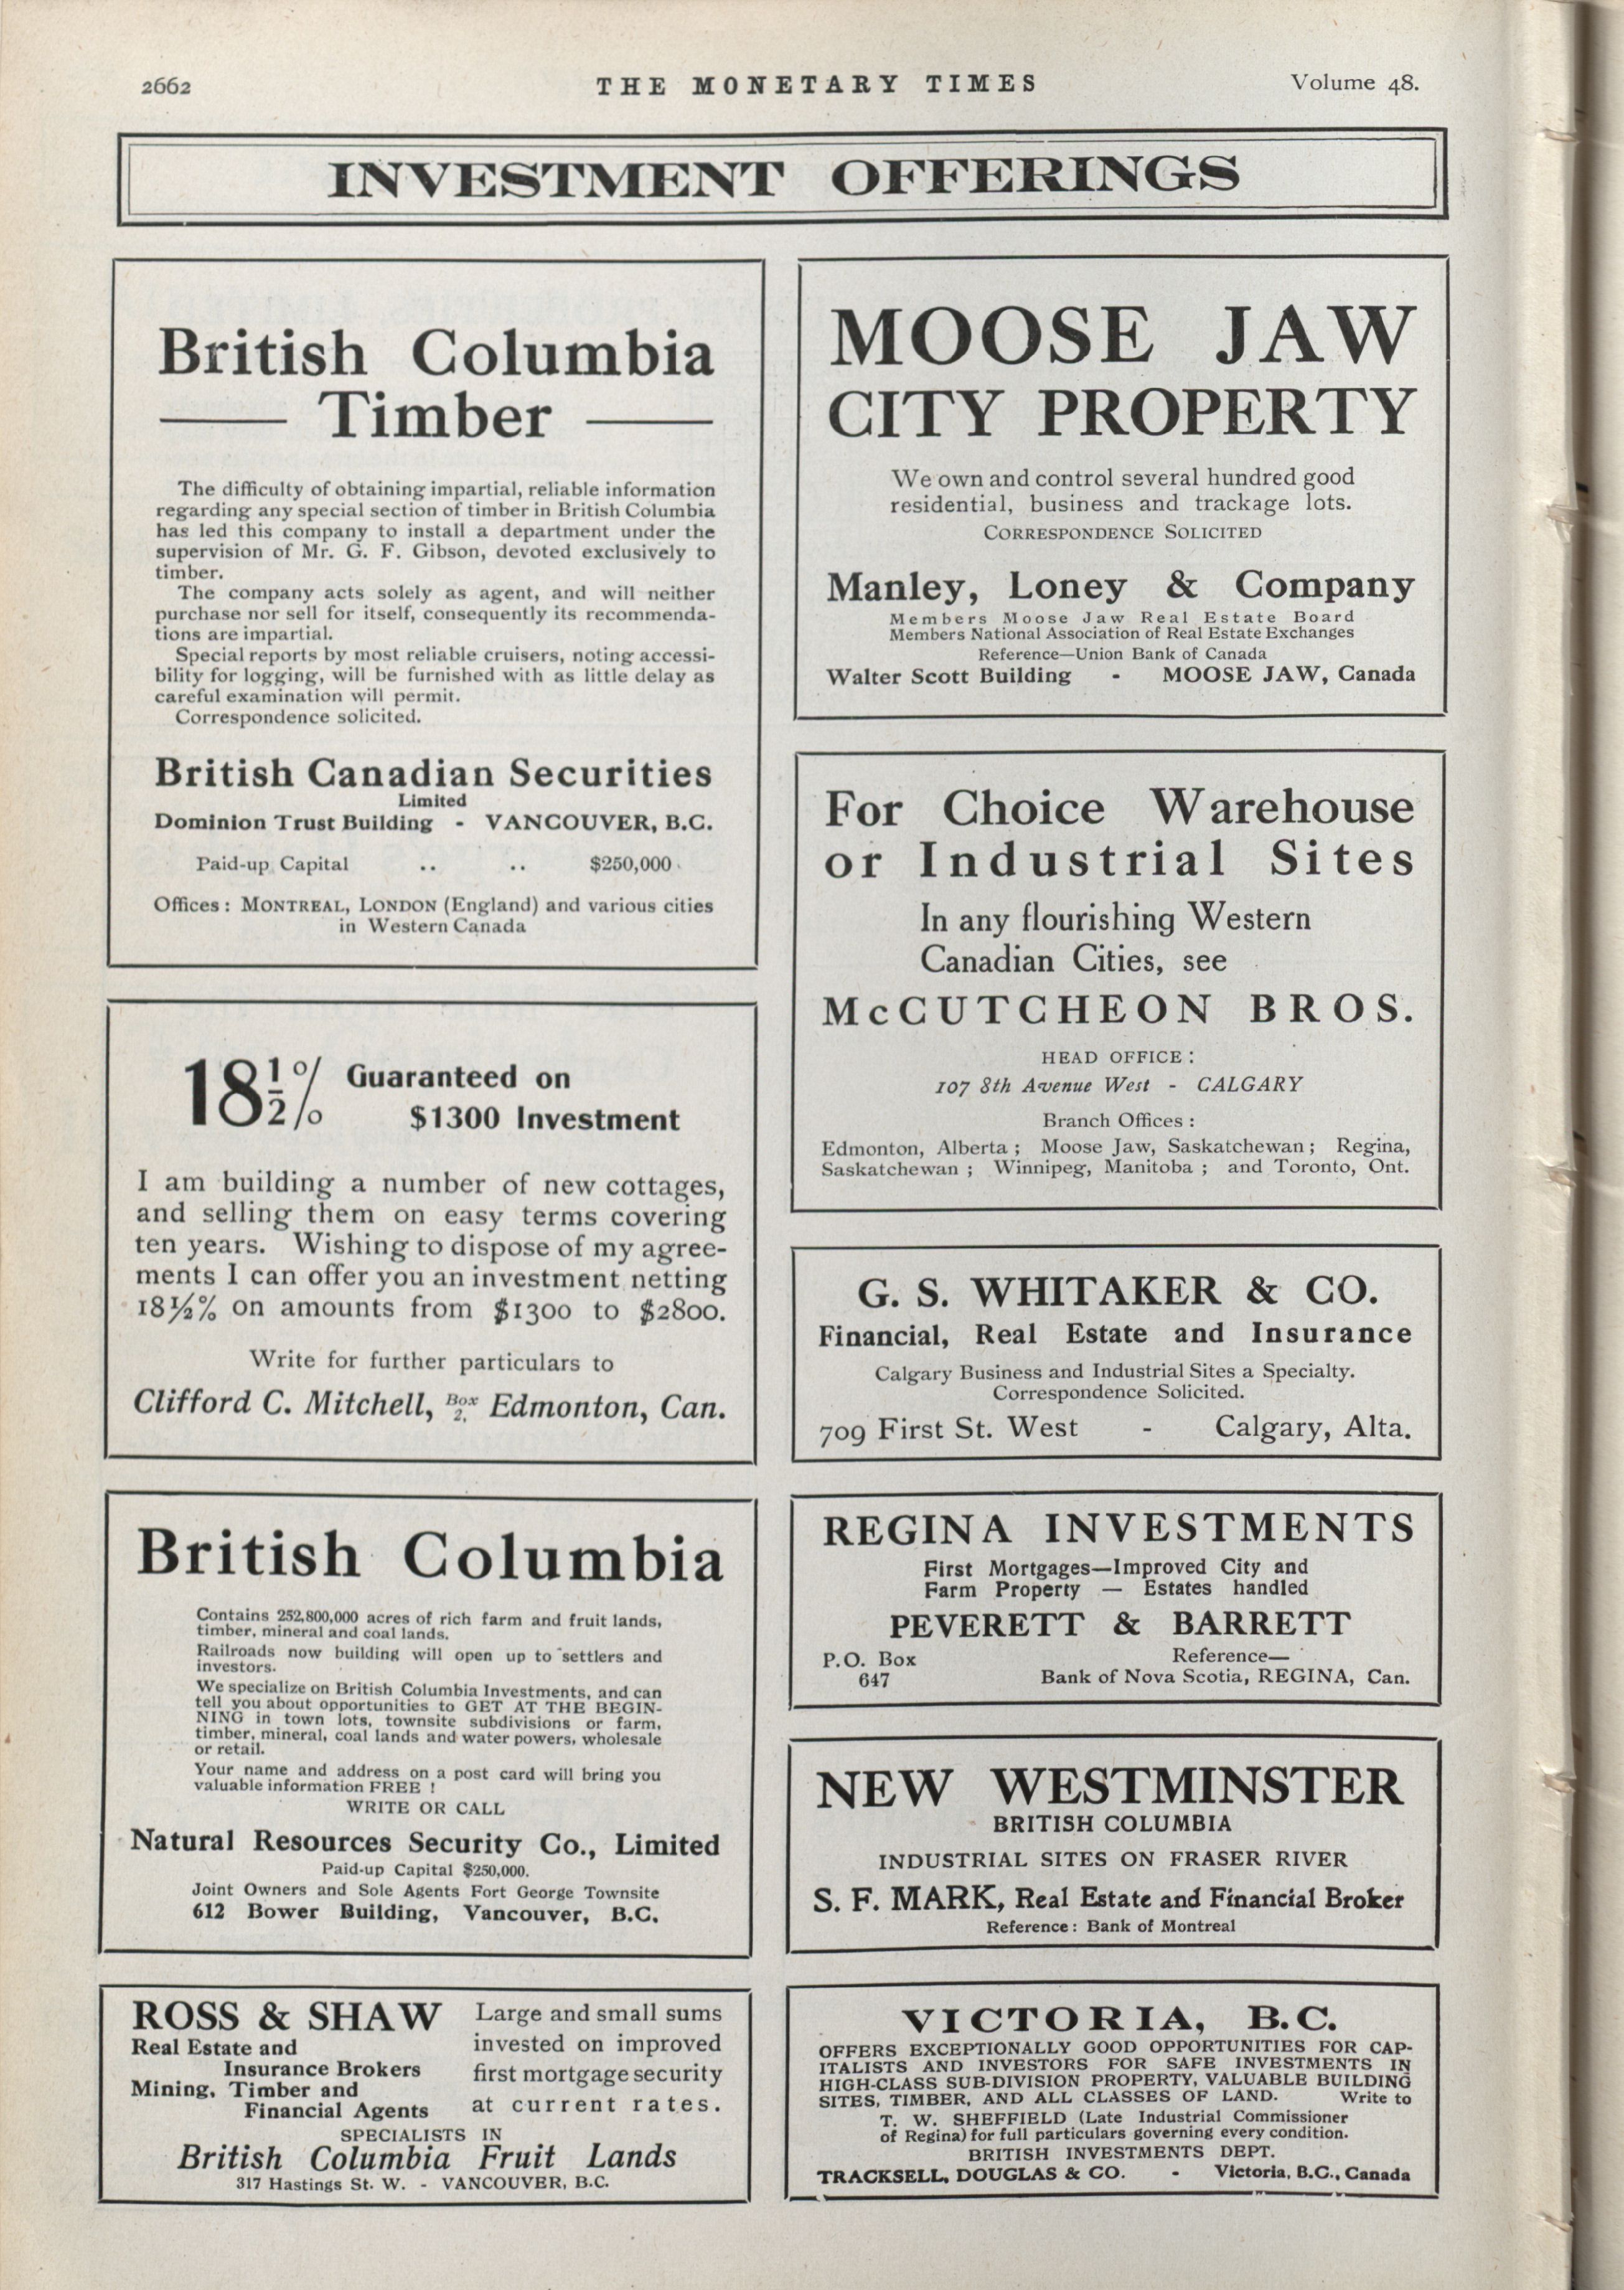 2662
THE MONETARY TIMES
Volume 48.
INVESTMENT OFFERINGS
British Columbia
Timber
The difficulty of obtaining impartial, reliable information
regarding any special section of timber in British Columbia
has led this company to install a department under the
supervision of Mr. G. F. Gibson, devoted exclusively to
timber.
The company acts solely as agent, and will neither
purchase nor sell for itself, consequently its recommenda-
tions are impartial.
Special reports by most reliable cruisers, noting accessi-
bility for logging, will be furnished with as little delay as
careful examination will permit.
Correspondence solicited.
British Canadian Securities
Limited
Dominion Trust Building - VANCOUVER, B.C.
Paid-up Capital .. .. $250,000
Offices: MONTREAL, LONDON (England) and various cities
in Western Canada
18½% Guaranteed on
$1300 Investment
I am building a number of new cottages,
and selling them on easy terms covering
ten years. Wishing to dispose of my agree-
ments I can offer you an investment netting
18½% on amounts from $1300 to $2800.
Write for further particulars to
Clifford C. Mitchell, Box 2, Edmonton, Can.
British Columbia
Contains 252,800,000 acres of rich farm and fruit lands,
timber, mineral and coal lands.
Railroads now building will open up to settlers and
investors.
We specialize on British Columbia Investments, and can
tell you about opportunities to GET AT THE BEGIN-
NING in town lots, townsite subdivisions or farm,
timber, mineral, coal lands and water powers, wholesale
or retail.
Your name and address on a post card will bring you
valuable information FREE !
WRITE OR CALL
Natural Resources Security Co., Limited
Paid-up Capital $250,000.
Joint Owners and Sole Agents Fort George Townsite
612 Bower Building, Vancouver, B.C.
ROSS & SHAW
Real Estate and
Insurance Brokers
Mining, Timber and
Financial Agents
Large and small sums
invested on improved
first mortgage security
at current rates.
SPECIALISTS IN
British Columbia Fruit Lands
317 Hastings St. W. - VANCOUVER, B.C.
MOOSE JAW
CITY PROPERTY
We own and control several hundred good
residential, business and trackage lots.
CORRESPONDENCE SOLICITED
Manley, Loney & Company
Members Moose Jaw Real Estate Board
Members National Association of Real Estate Exchanges
Reference—Union Bank of Canada
Walter Scott Building - MOOSE JAW, Canada
For Choice Warehouse
or Industrial Sites
In any flourishing Western
Canadian Cities, see
McCUTCHEON BROS.
HEAD OFFICE:
107 8th Avenue West - CALGARY
Branch Offices :
Edmonton, Alberta ; Moose Jaw, Saskatchewan ; Regina,
Saskatchewan ; Winnipeg, Manitoba ; and Toronto, Ont.
G. S. WHITAKER & CO.
Financial, Real Estate and Insurance
Calgary Business and Industrial Sites a Specialty.
Correspondence Solicited.
709 First St. West - Calgary, Alta.
REGINA INVESTMENTS
First Mortgages—Improved City and
Farm Property — Estates handled
PEVERETT & BARRETT
P.O. Box
647
Reference—
Bank of Nova Scotia, REGINA, Can.
NEW WESTMINSTER
BRITISH COLUMBIA
INDUSTRIAL SITES ON FRASER RIVER
S. F. MARK, Real Estate and Financial Broker
Reference: Bank of Montreal
VICTORIA, B.C.
OFFERS EXCEPTIONALLY GOOD OPPORTUNITIES FOR CAP-
ITALISTS AND INVESTORS FOR SAFE INVESTMENTS IN
HIGH-CLASS SUB-DIVISION PROPERTY, VALUABLE BUILDING
SITES, TIMBER, AND ALL CLASSES OF LAND. Write to
T. W. SHEFFIELD (Late Industrial Commissioner
of Regina) for full particulars governing every condition.
BRITISH INVESTMENTS DEPT.
TRACKSELL, DOUGLAS & CO. - Victoria, B.C., Canada